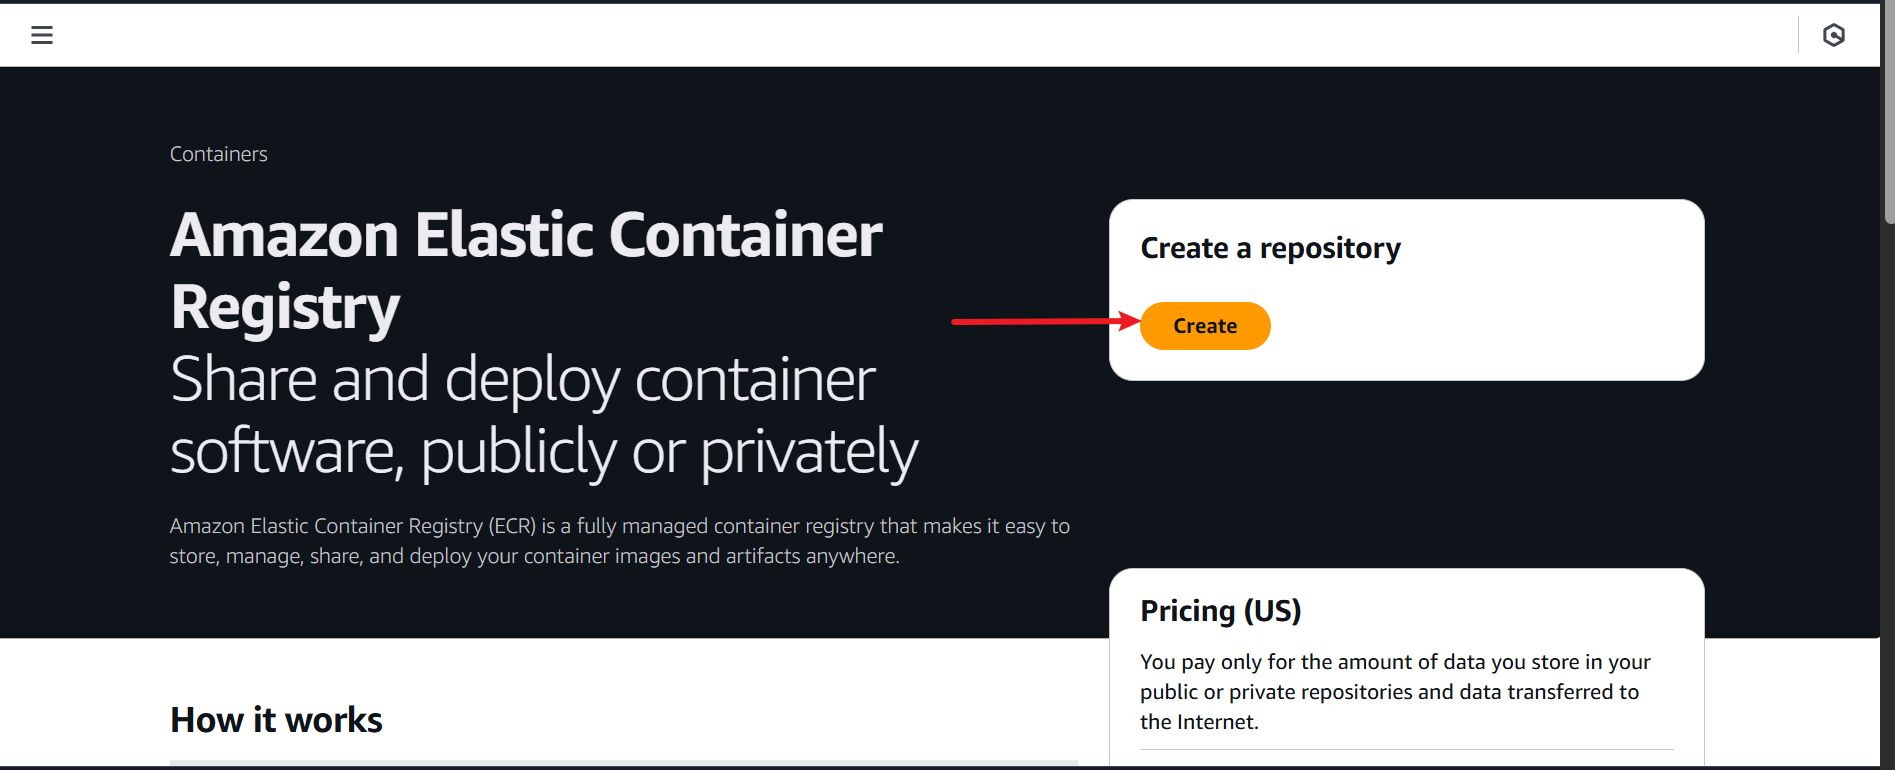 Containers
Amazon Elastic Container
Registry
Share and deploy container
software, publicly or privately
Amazon Elastic Container Registry (ECR) is a fully managed container registry that makes it easy to
store, manage, share, and deploy your container images and artifacts anywhere.
Create a repository
Create
Pricing (US)
You pay only for the amount of data you store in your
public or private repositories and data transferred to
the Internet.
How it works